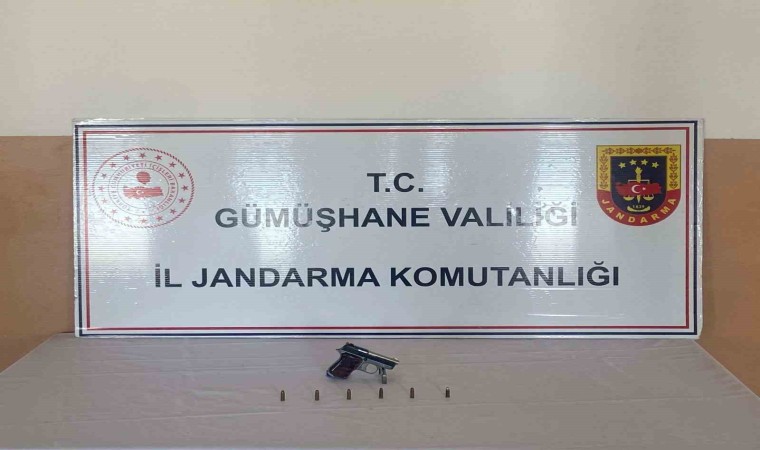 T.C.
GÜMÜŞHANE VALİLİĞİ
İL JANDARMA KOMUTANLIĞI
JANDARMA